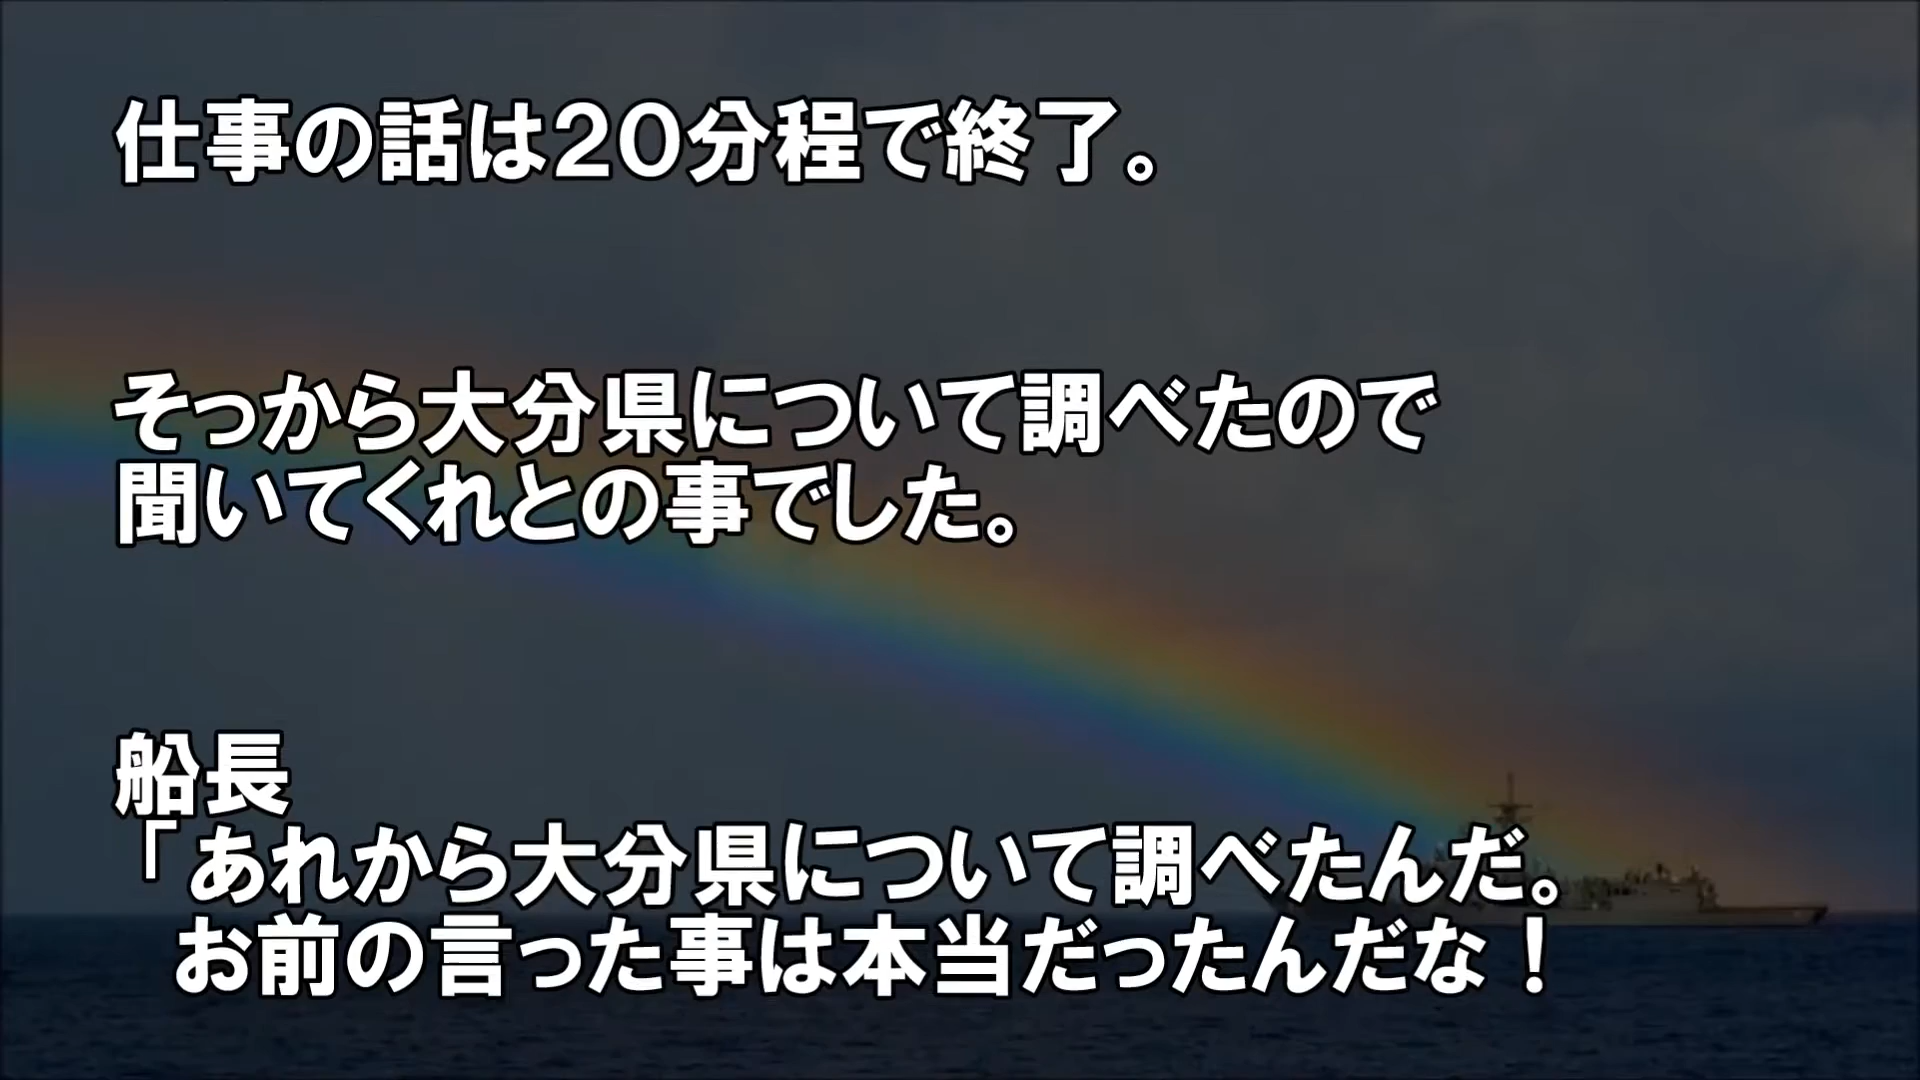 仕事の話は２０分程で終了。
そっから大分県について調べたので
聞いてくれとの事でした。
船長
「あれから大分県について調べたんだ。
お前の言った事は本当だったんだな！